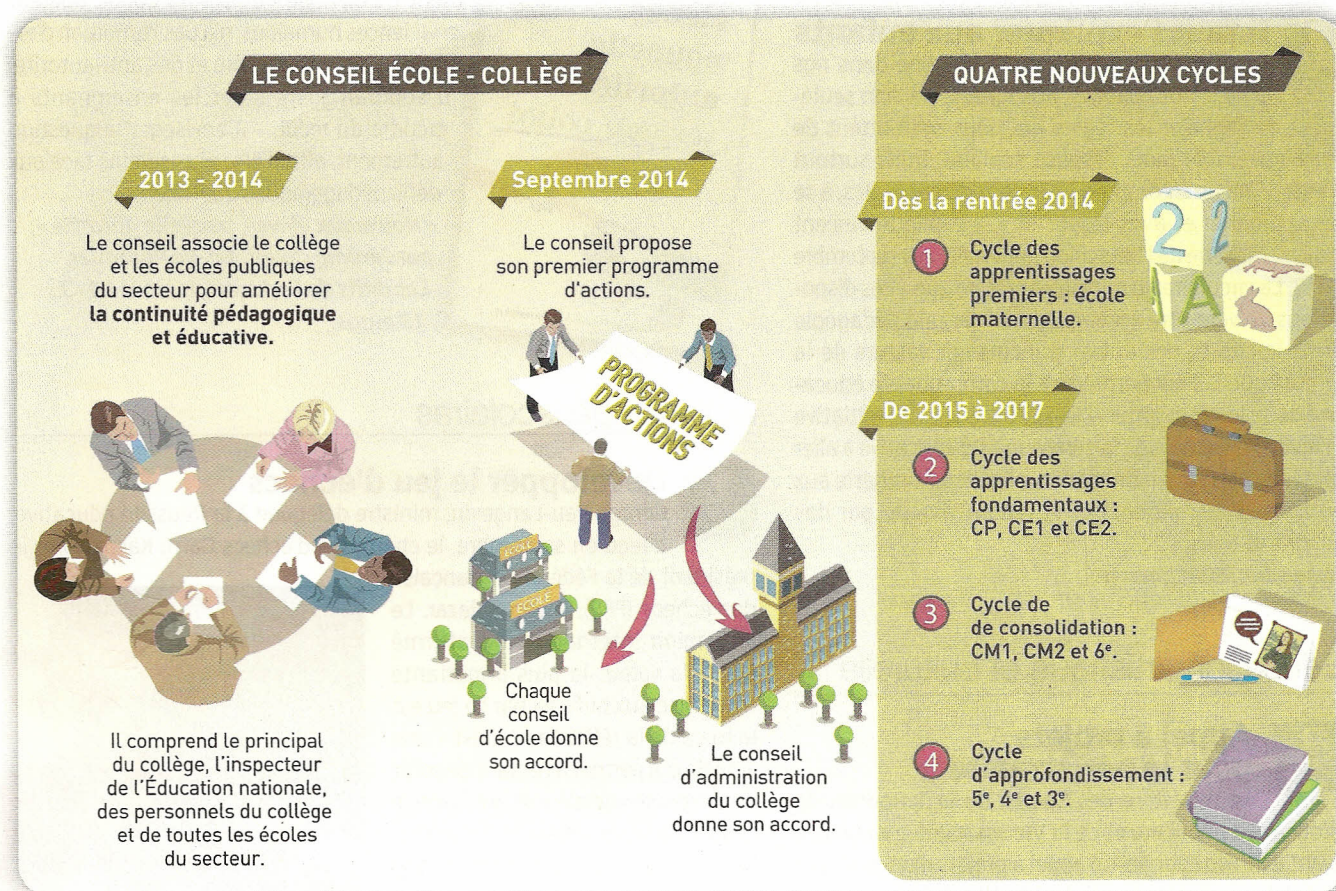 LE CONSEIL ÉCOLE - COLLÈGE
2013 - 2014
Le conseil associe le collège
et les écoles publiques
du secteur pour améliorer
la continuité pédagogique
et éducative.
Il comprend le principal
du collège, l'inspecteur
de l'Éducation nationale,
des personnels du collège
et de toutes les écoles
du secteur.
Septembre 2014
Le conseil propose
son premier programme
d'actions.
PROGRAMME
D'ACTIONS
ECOLE
ECOLE
Chaque
conseil
d'école donne
son accord.
Le conseil
d'administration
du collège
donne son accord.
QUATRE NOUVEAUX CYCLES
Dès la rentrée 2014
1 Cycle des
apprentissages
premiers : école
maternelle.
2 2
A
De 2015 à 2017
2 Cycle des
apprentissages
fondamentaux :
CP, CE1 et CE2.
3 Cycle de
de consolidation :
CM1, CM2 et 6e.
4 Cycle
d'approfondissement :
5e, 4e et 3e.